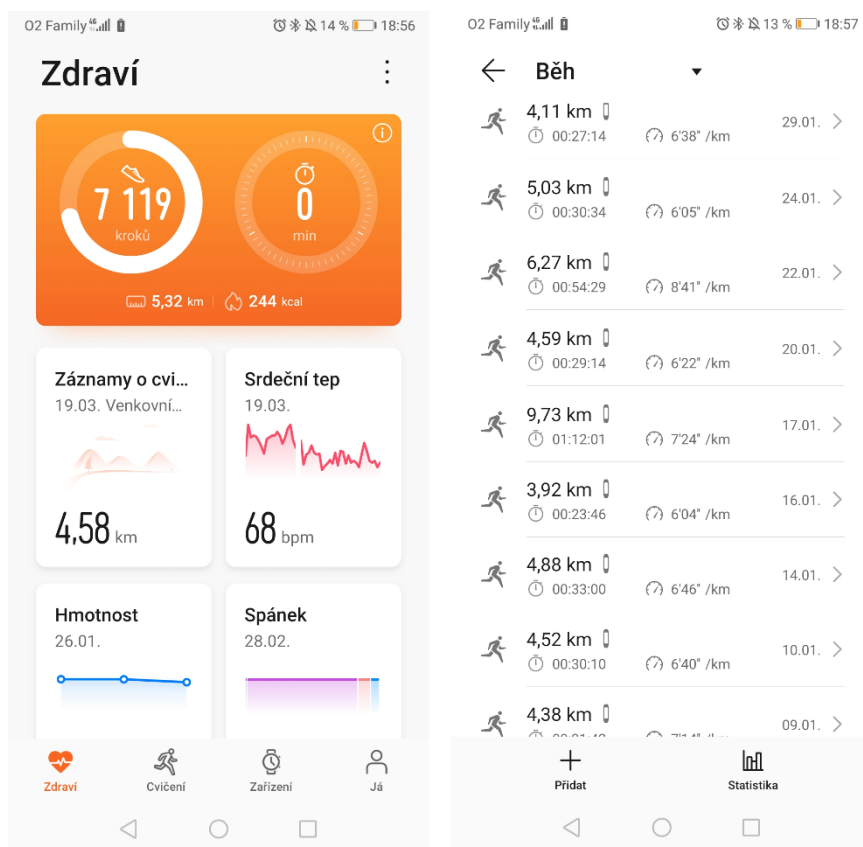 O2 Family 4G 14 % 18:56
Zdraví
7 119
kroků
0
min
5,32 km 244 kcal
Záznamy o cvi...
19.03. Venkovní...
4,58 km
Srdeční tep
19.03.
68 bpm
Hmotnost
26.01.
Spánek
28.02.
Zdraví Cvičení Zařízení Já
O2 Family 4G 13 % 18:57
Běh
4,11 km
00:27:14 6'38" /km 29.01.
5,03 km
00:30:34 6'05" /km 24.01.
6,27 km
00:54:29 8'41" /km 22.01.
4,59 km
00:29:14 6'22" /km 20.01.
9,73 km
01:12:01 7'24" /km 17.01.
3,92 km
00:23:46 6'04" /km 16.01.
4,88 km
00:33:00 6'46" /km 14.01.
4,52 km
00:30:10 6'40" /km 10.01.
4,38 km
09.01.
Přidat Statistika